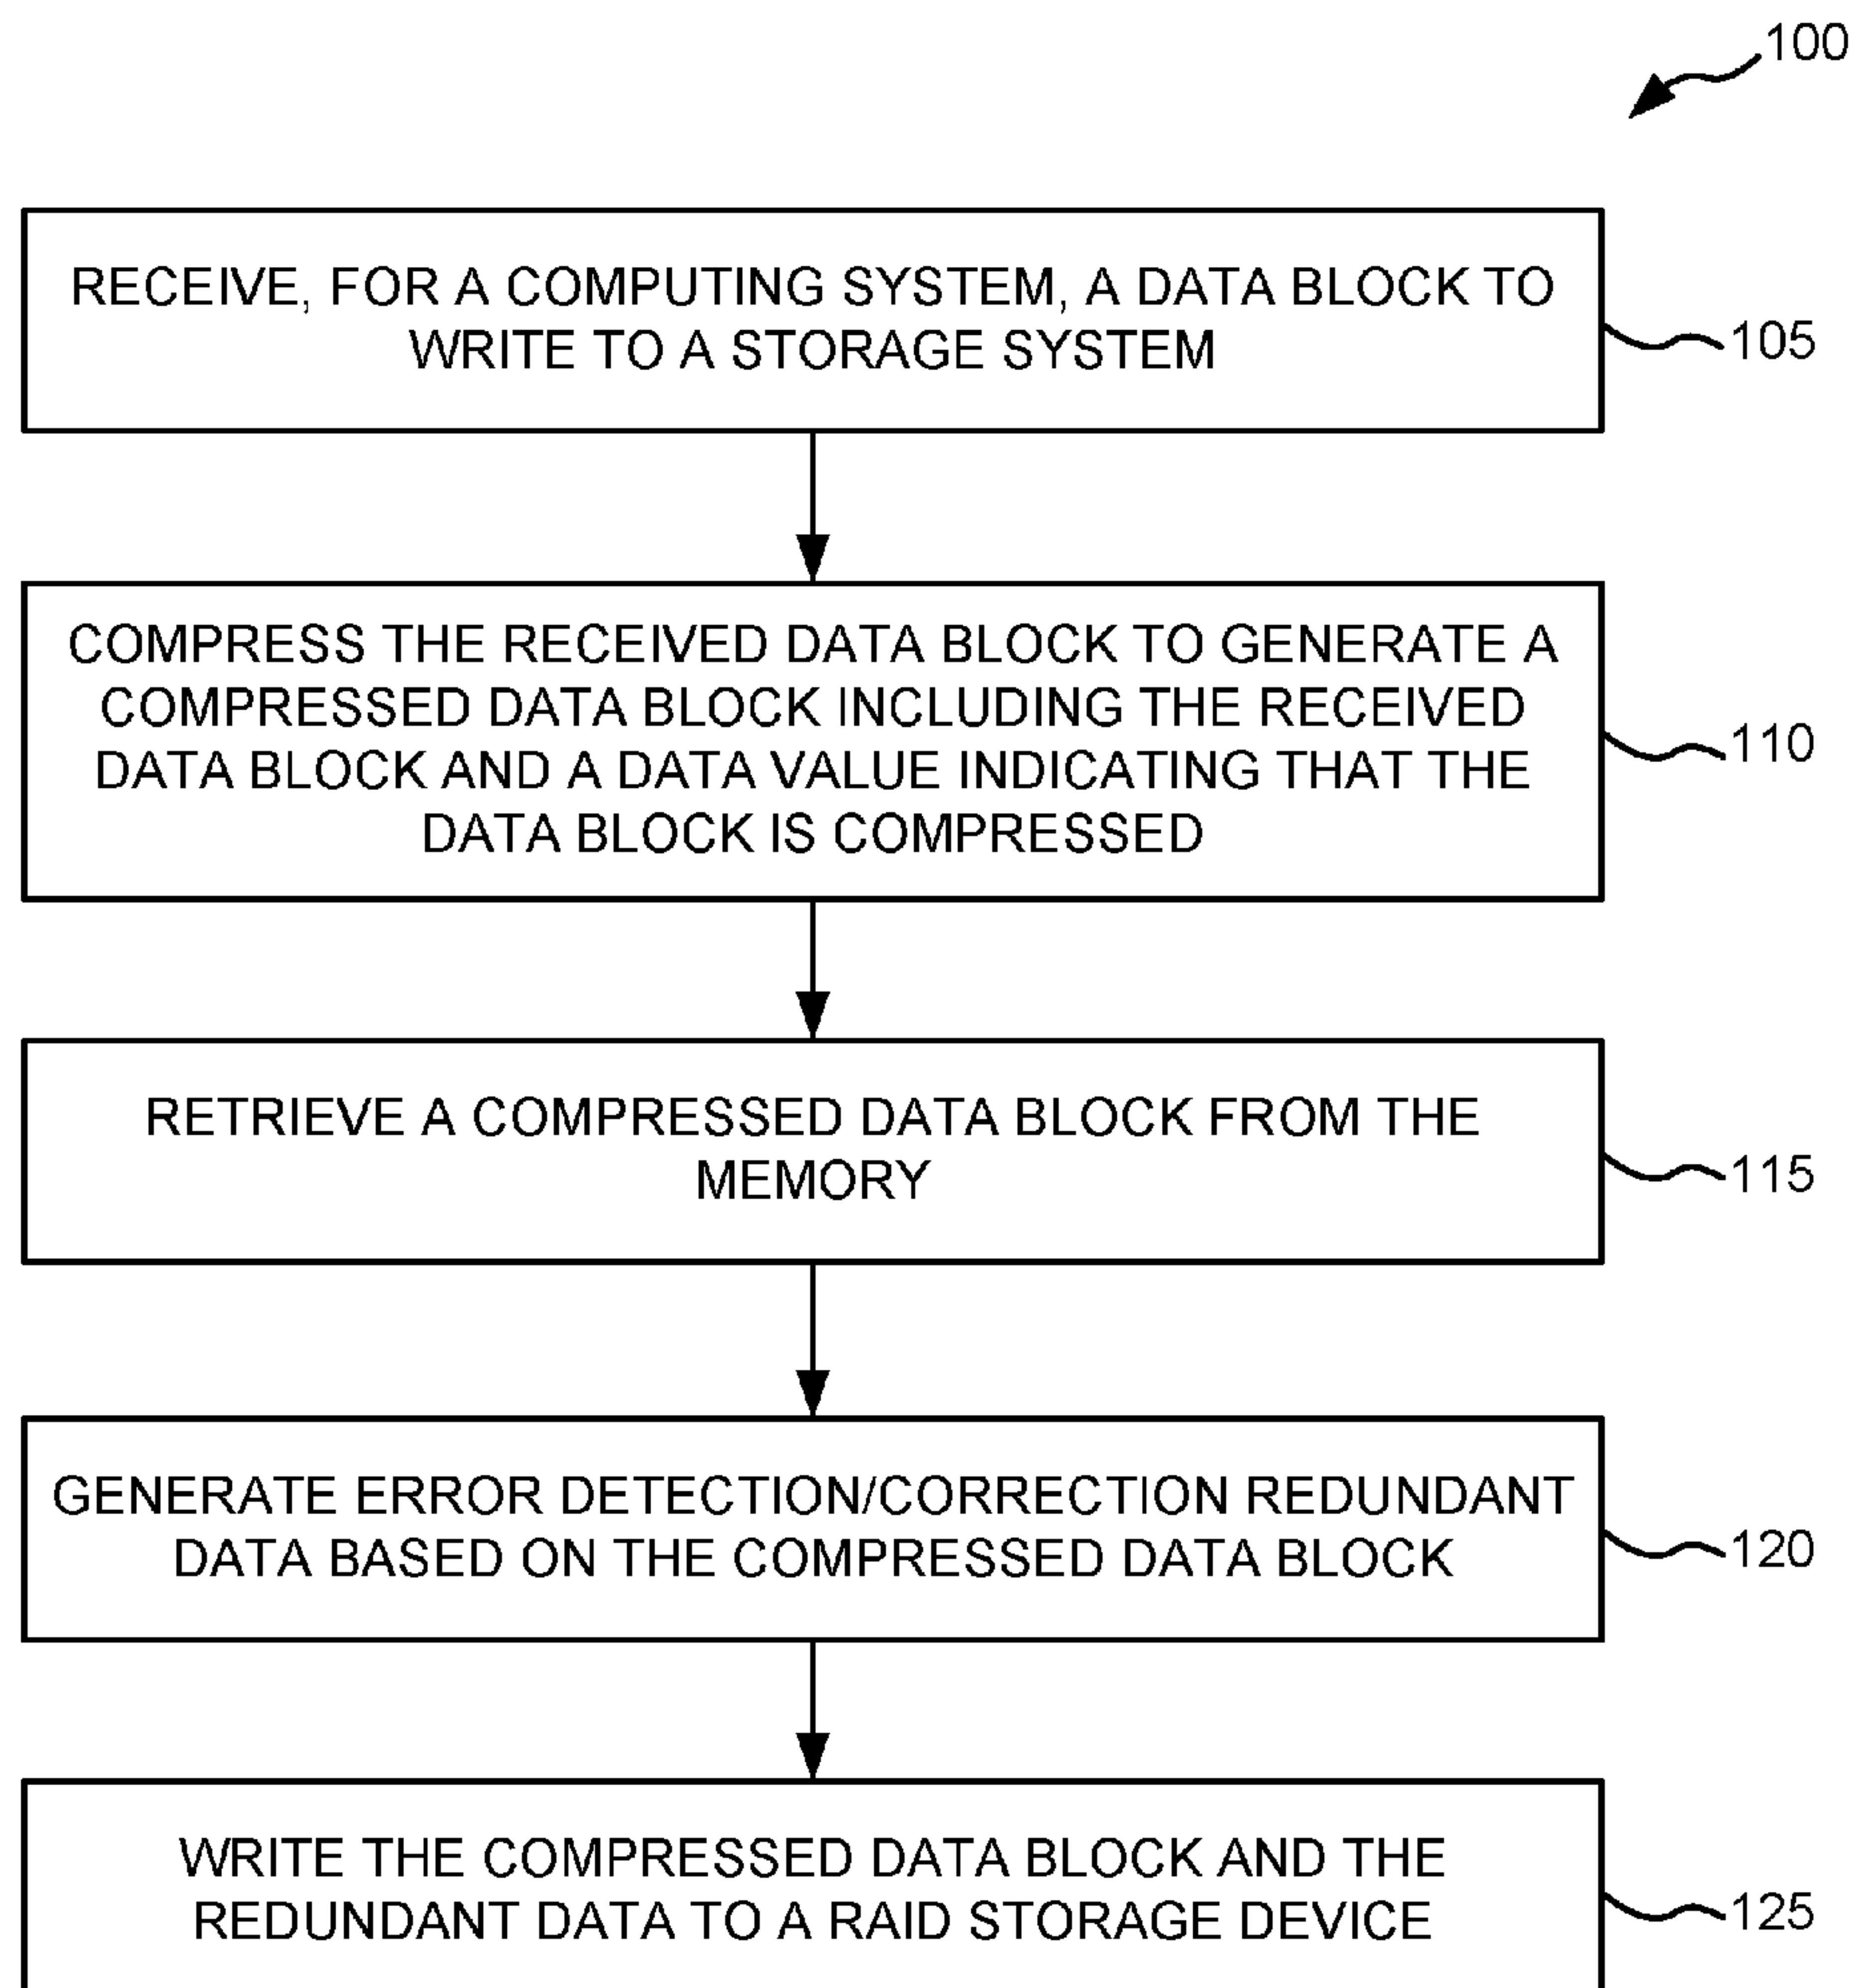 100
RECEIVE, FOR A COMPUTING SYSTEM, A DATA BLOCK TO
WRITE TO A STORAGE SYSTEM
105
COMPRESS THE RECEIVED DATA BLOCK TO GENERATE A
COMPRESSED DATA BLOCK INCLUDING THE RECEIVED
DATA BLOCK AND A DATA VALUE INDICATING THAT THE
DATA BLOCK IS COMPRESSED
110
RETRIEVE A COMPRESSED DATA BLOCK FROM THE
MEMORY
115
GENERATE ERROR DETECTION/CORRECTION REDUNDANT
DATA BASED ON THE COMPRESSED DATA BLOCK
120
WRITE THE COMPRESSED DATA BLOCK AND THE
REDUNDANT DATA TO A RAID STORAGE DEVICE
125